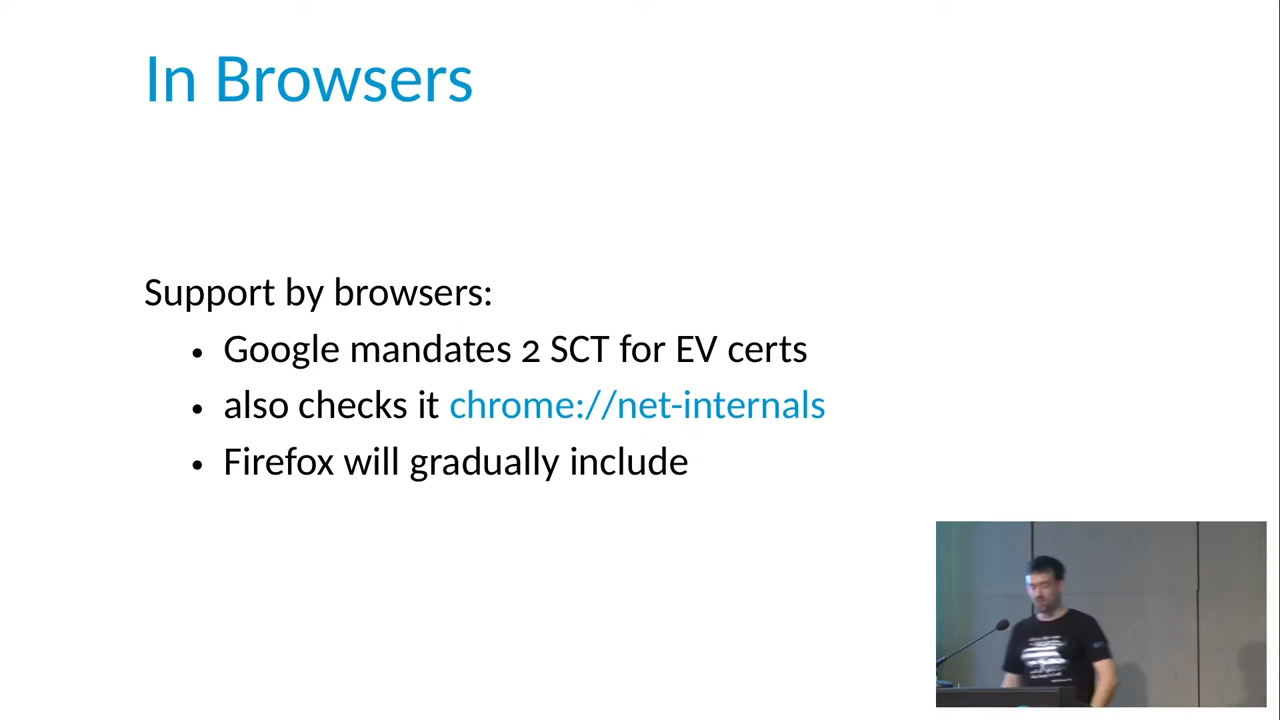 In Browsers
Support by browsers:
• Google mandates 2 SCT for EV certs
• also checks it chrome://net-internals
• Firefox will gradually include